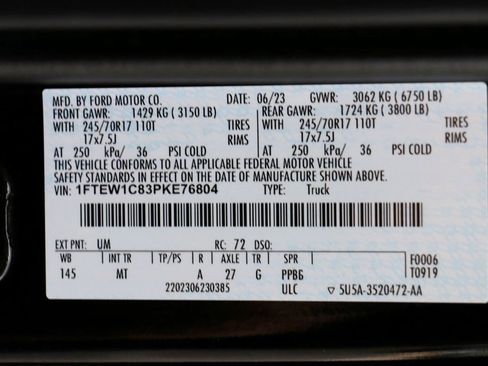 MFD. BY FORD MOTOR CO. DATE: 06/23 GVWR: 3062 KG ( 6750 LB)
FRONT GAWR: 1429 KG ( 3150 LB) REAR GAWR: 1724 KG ( 3800 LB)
WITH 245/70R17 110T TIRES WITH 245/70R17 110T TIRES
17x7.5J RIMS 17x7.5J RIMS
AT 250 kPa/ 36 PSI COLD AT 250 kPa/ 36 PSI COLD
THIS VEHICLE CONFORMS TO ALL APPLICABLE FEDERAL MOTOR VEHICLE
SAFETY STANDARDS IN EFFECT ON THE DATE OF MANUFACTURE SHOWN ABOVE.
VIN: 1FTEW1C83PKE76804 TYPE: Truck
EXT PNT: UM RC: 72 DSO:
WB INT TR TP/PS R AXLE TR SPR F0006
145 MT A 27 G PPB6 T0919
2202306230385 ULC ▽ 5U5A-3520472-AA